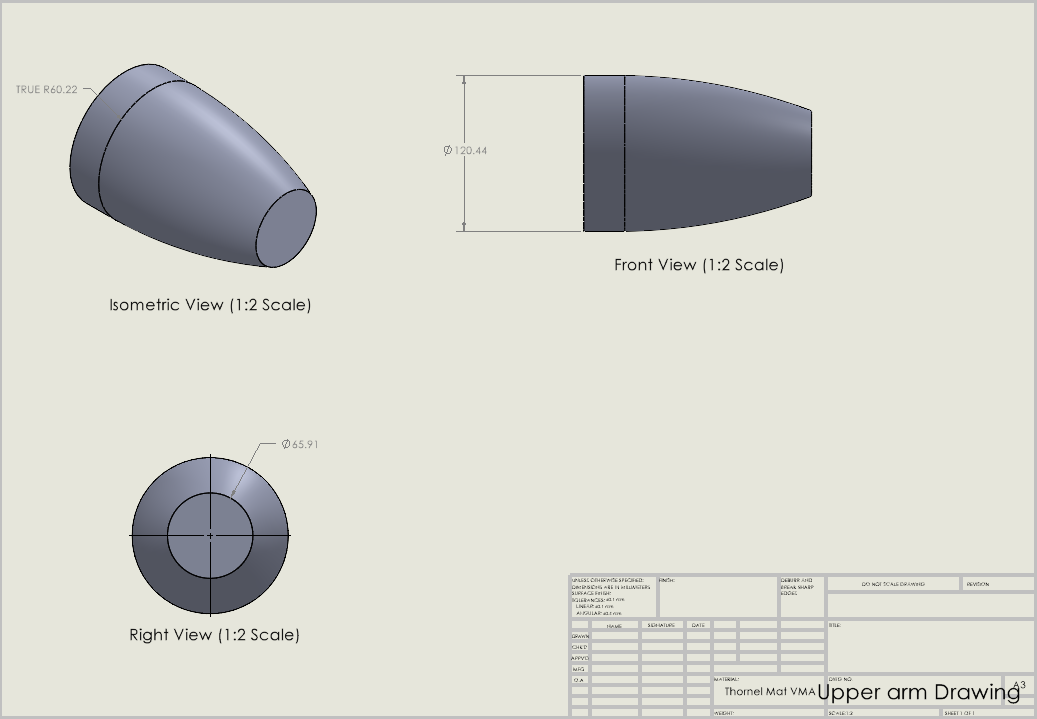 TRUE R60.22
Ø120.44
Front View (1:2 Scale)
Isometric View (1:2 Scale)
Ø65.91
Right View (1:2 Scale)
UNLESS OTHERWISE SPECIFIED:
DIMENSIONS ARE IN MILLIMETERS
SURFACE FINISH:
TOLERANCES: ±0.1 mm
LINEAR: ±0.1 mm
ANGULAR: ±0.1 mm
FINISH:
DEBURR AND
BREAK SHARP
EDGES
DO NOT SCALE DRAWING
REVISION
NAME
SIGNATURE
DATE
TITLE:
DRAWN
CHK'D
APPV'D
MFG
Q.A
MATERIAL:
Thornel Mat VMA
DWG NO.
Upper arm Drawing
A3
WEIGHT:
SCALE:1:2
SHEET 1 OF 1